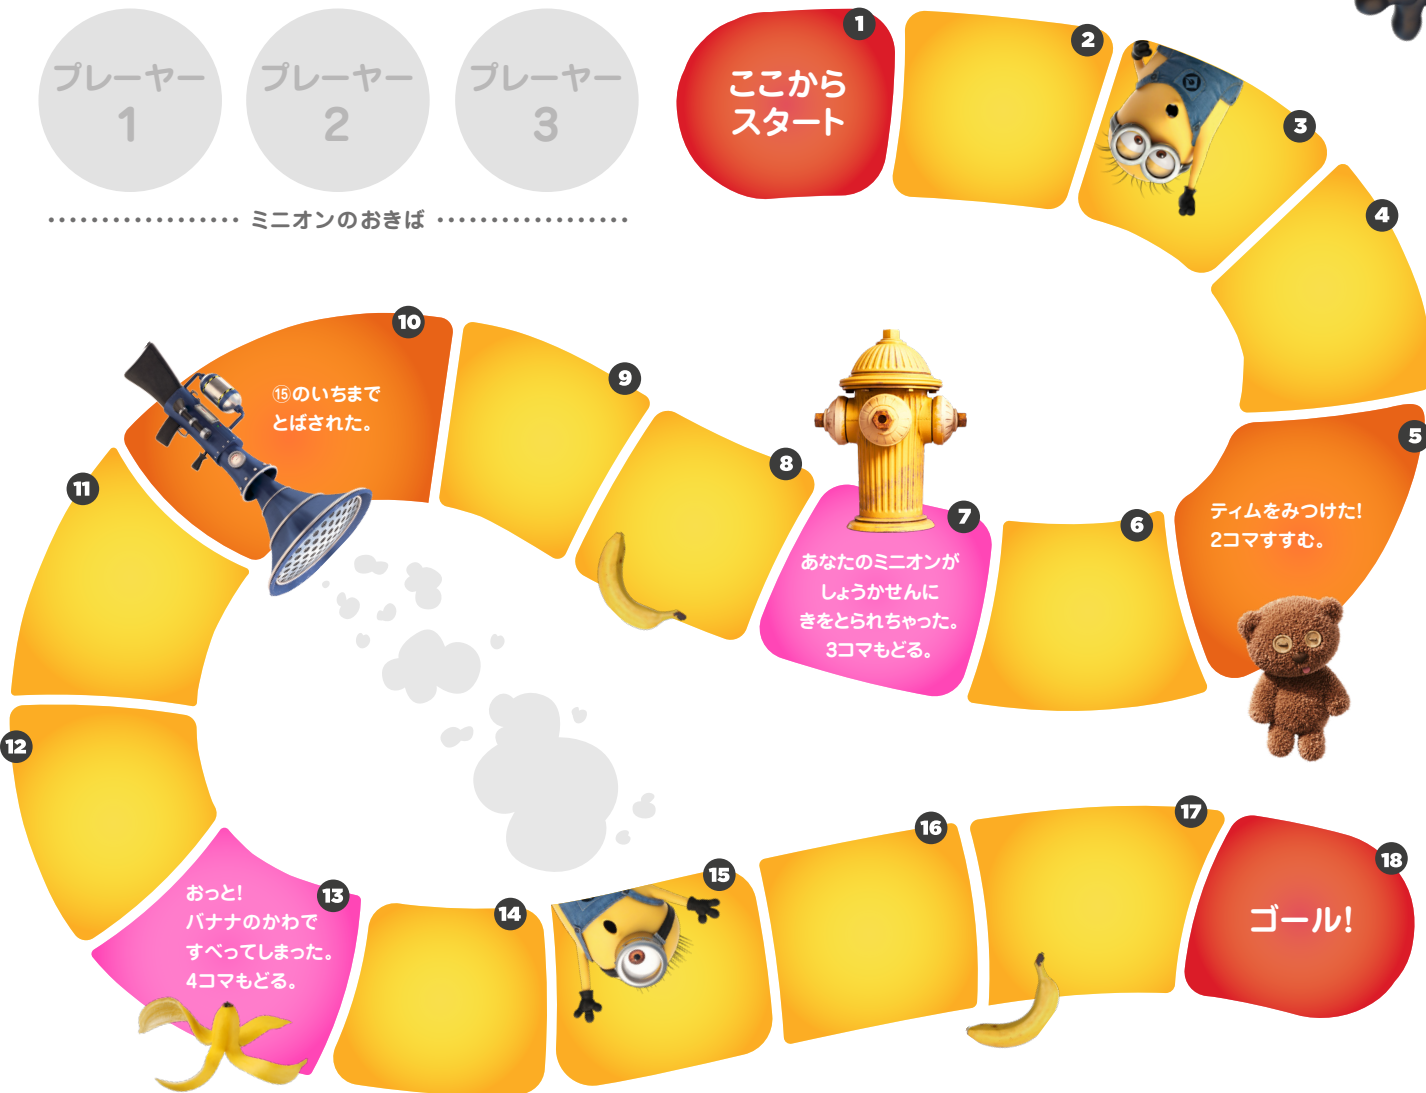 プレーヤー
1
プレーヤー
2
プレーヤー
3
ミニオンのおきば
1
ここから
スタート
2
3
4
5
ティムをみつけた!
2コマすすむ。
6
7
あなたのミニオンが
しょうかせんに
きをとられちゃった。
3コマもどる。
8
9
10
⑮のいちまで
とばされた。
11
12
13
おっと!
バナナのかわで
すべってしまった。
4コマもどる。
14
15
16
17
18
ゴール!